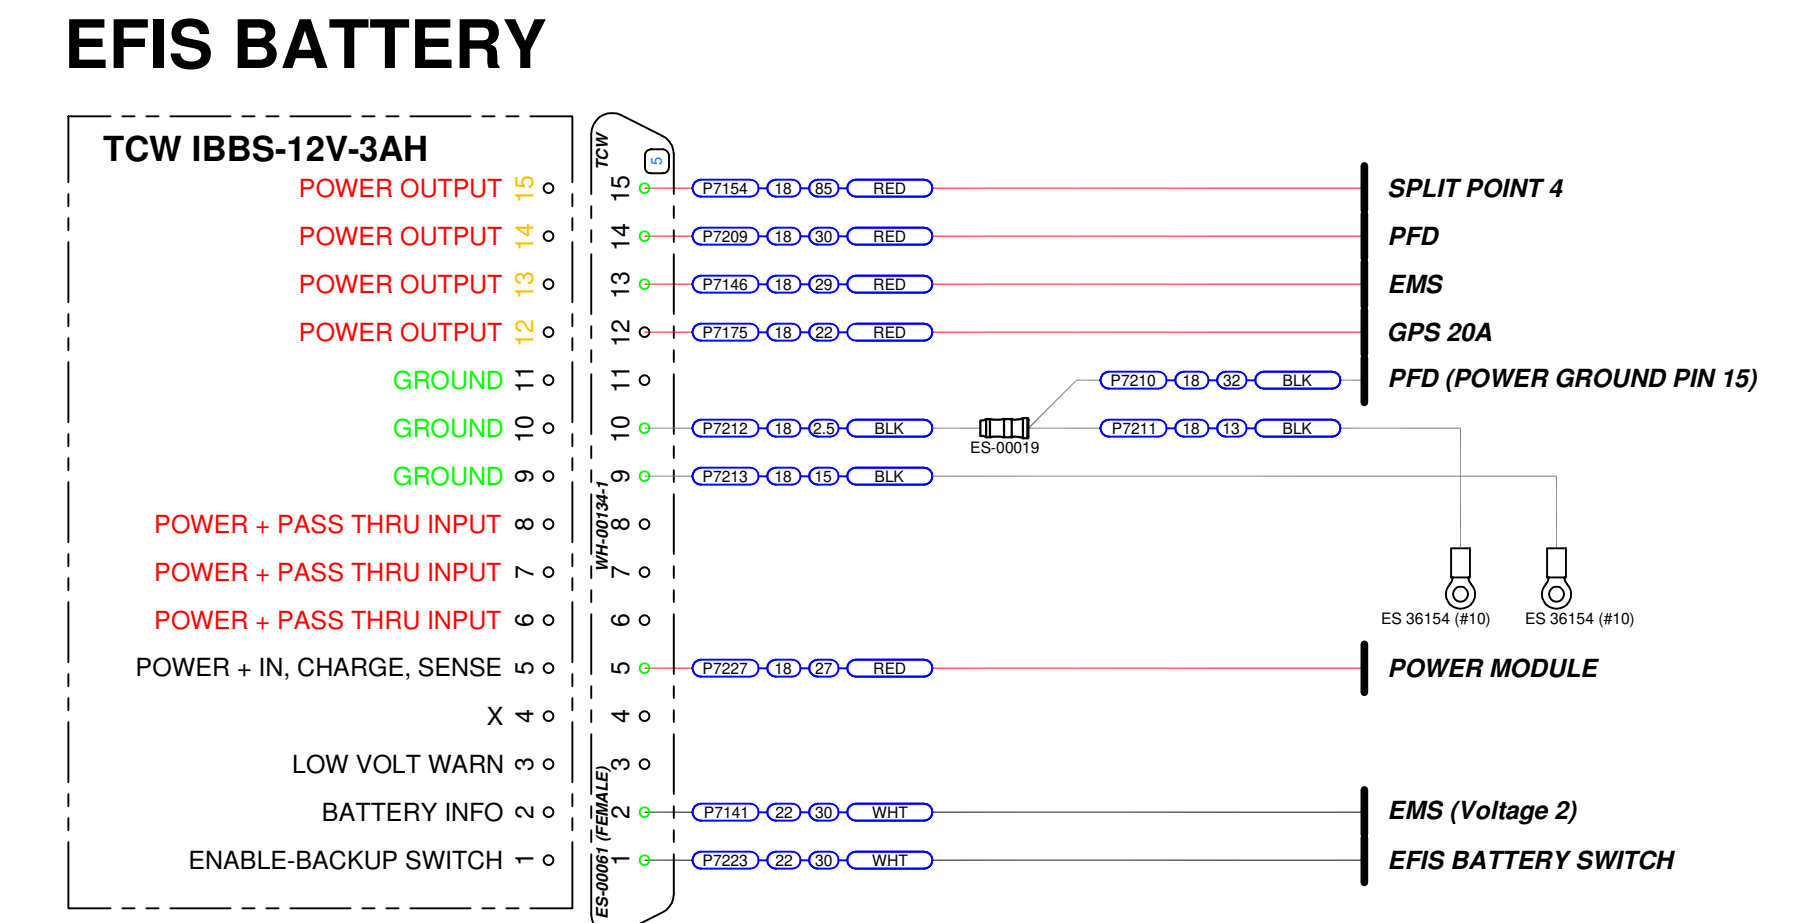 EFIS BATTERY
TCW IBBS-12V-3AH
TCW
5
POWER OUTPUT 15 15 P7154 18 85 RED SPLIT POINT 4
POWER OUTPUT 14 14 P7209 18 30 RED PFD
POWER OUTPUT 13 13 P7146 18 29 RED EMS
POWER OUTPUT 12 12 P7175 18 22 RED GPS 20A
GROUND 11 11 P7210 18 32 BLK PFD (POWER GROUND PIN 15)
GROUND 10 10 P7212 18 2.5 BLK P7211 18 13 BLK
ES-00019
GROUND 9 9 P7213 18 15 BLK
WH-00134-1
POWER + PASS THRU INPUT 8 8
POWER + PASS THRU INPUT 7 7
POWER + PASS THRU INPUT 6 6
ES 36154 (#10) ES 36154 (#10)
POWER + IN, CHARGE, SENSE 5 5 P7227 18 27 RED POWER MODULE
X 4 4
LOW VOLT WARN 3 3
BATTERY INFO 2 2 P7141 22 30 WHT EMS (Voltage 2)
ENABLE-BACKUP SWITCH 1 1 P7223 22 30 WHT EFIS BATTERY SWITCH
ES-00061 (FEMALE)